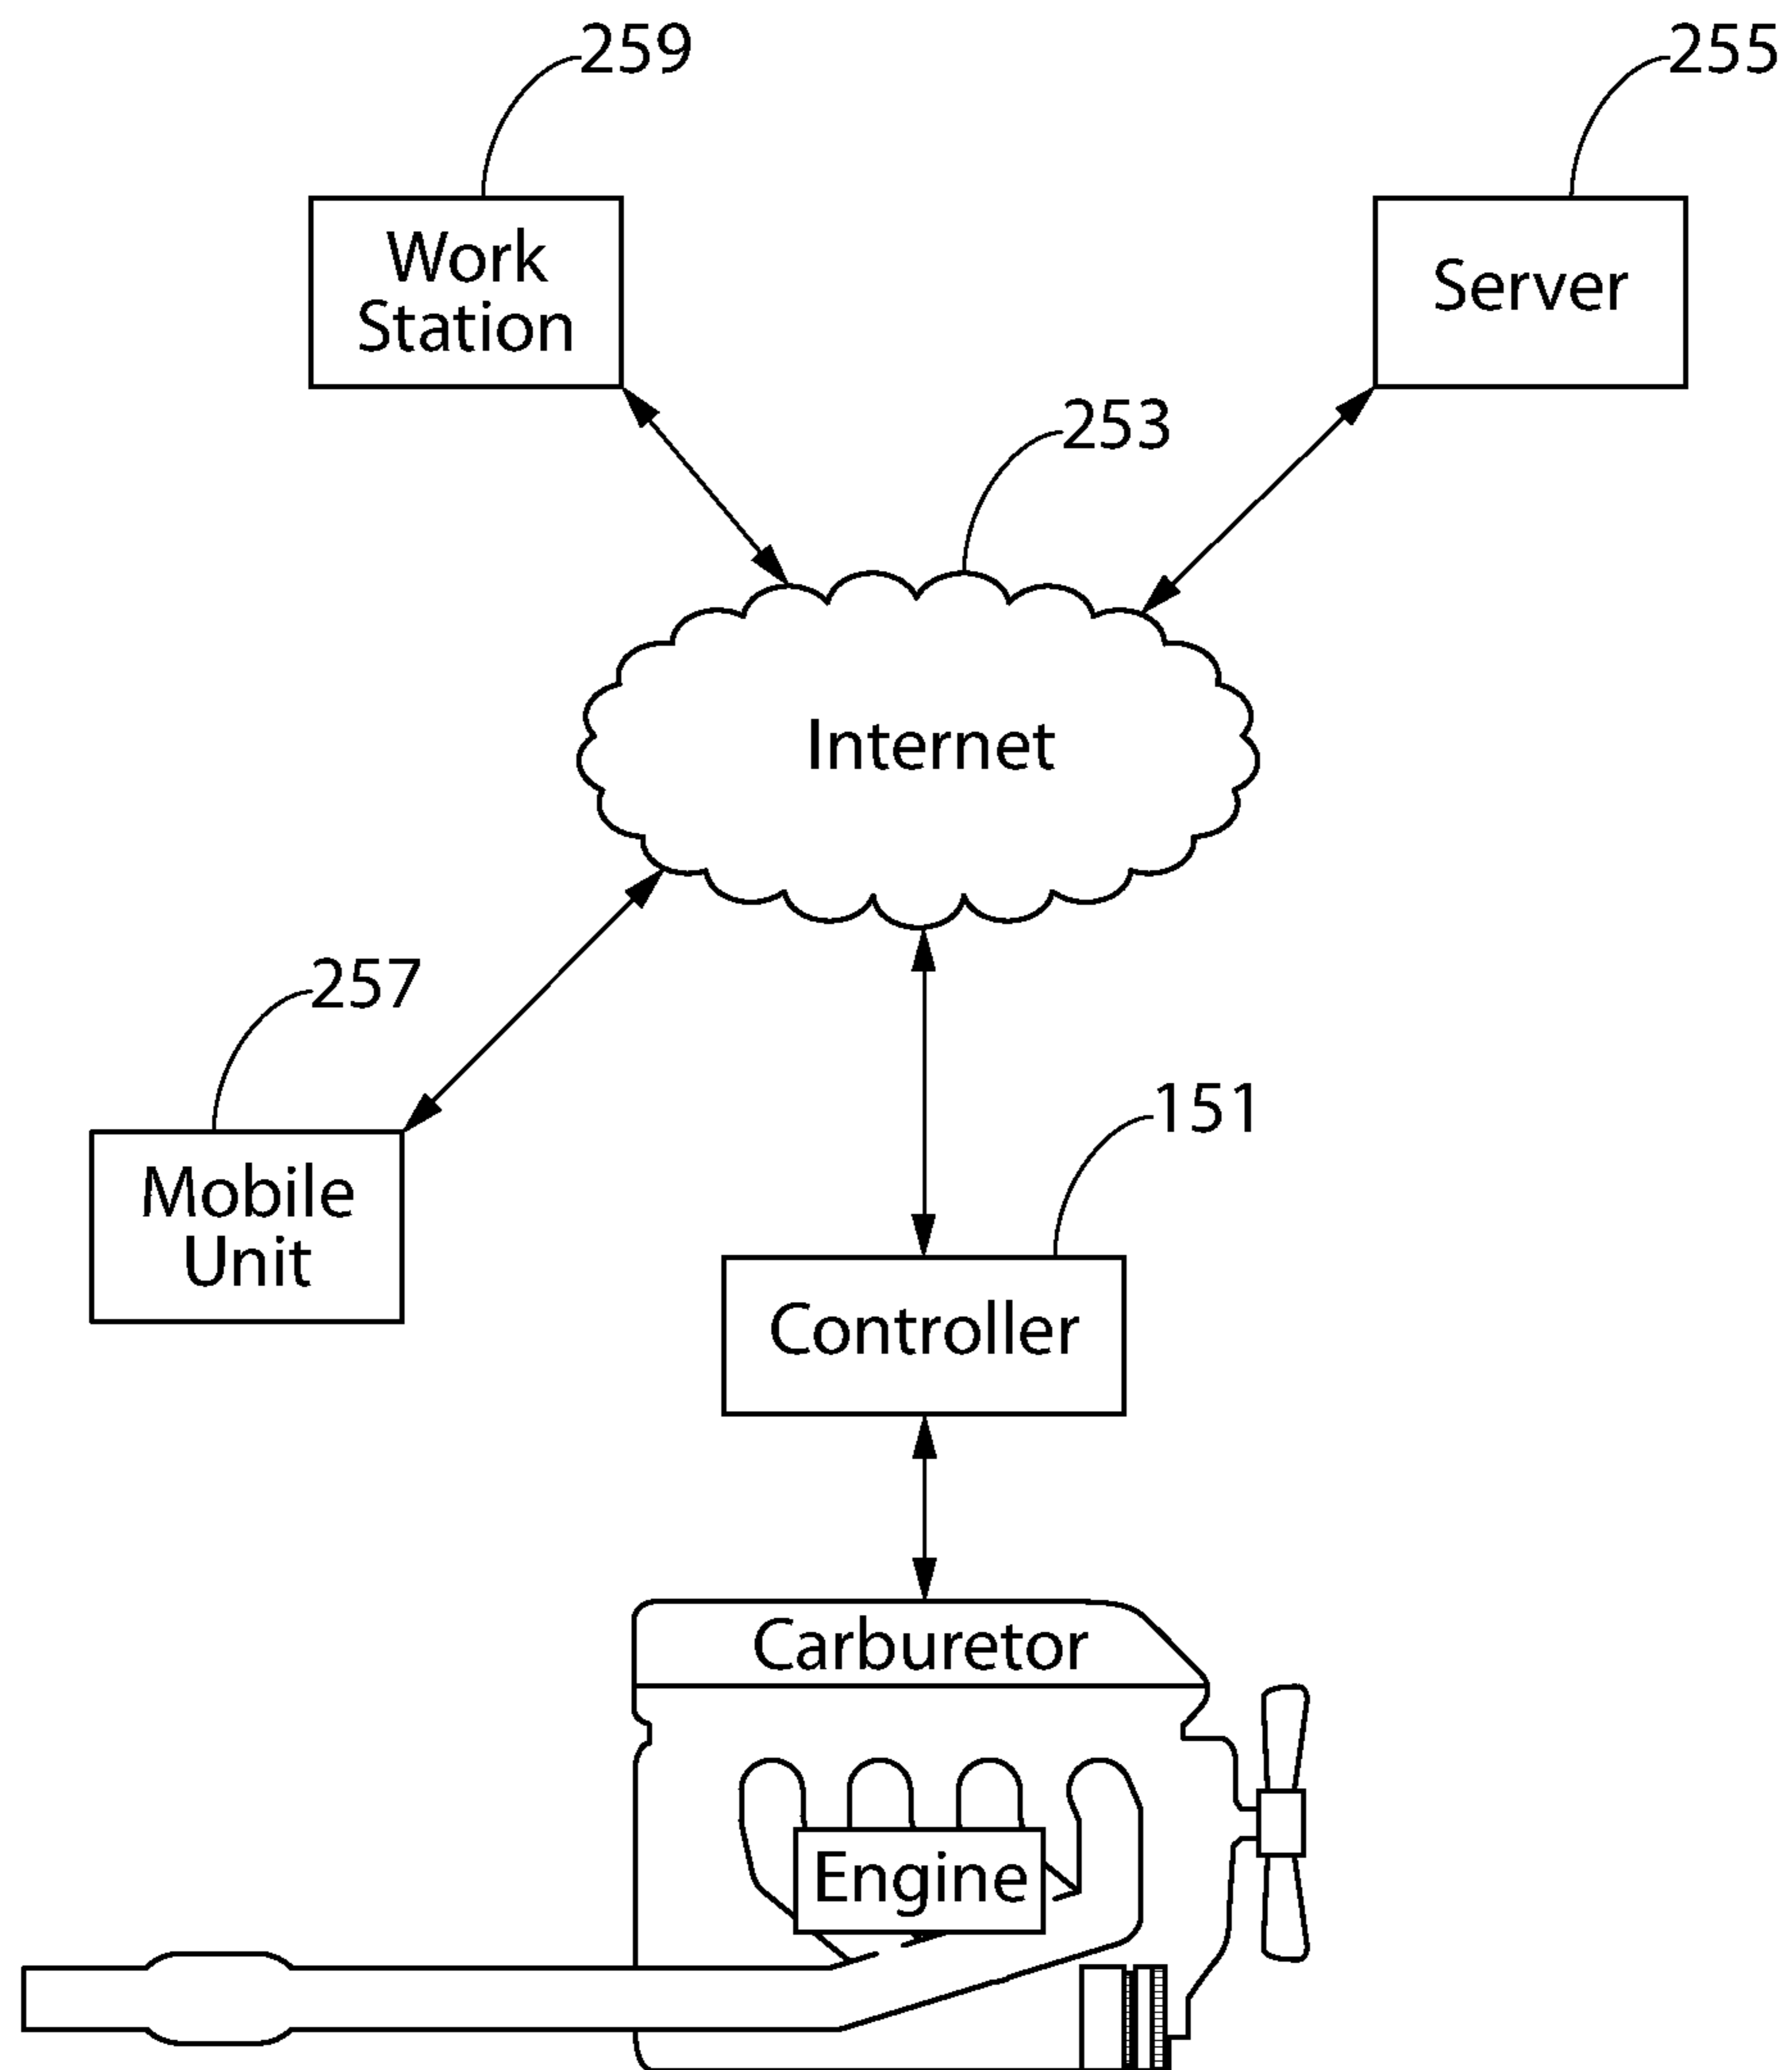 259
255
Work
Station
Server
253
Internet
257
151
Mobile
Unit
Controller
Carburetor
Engine